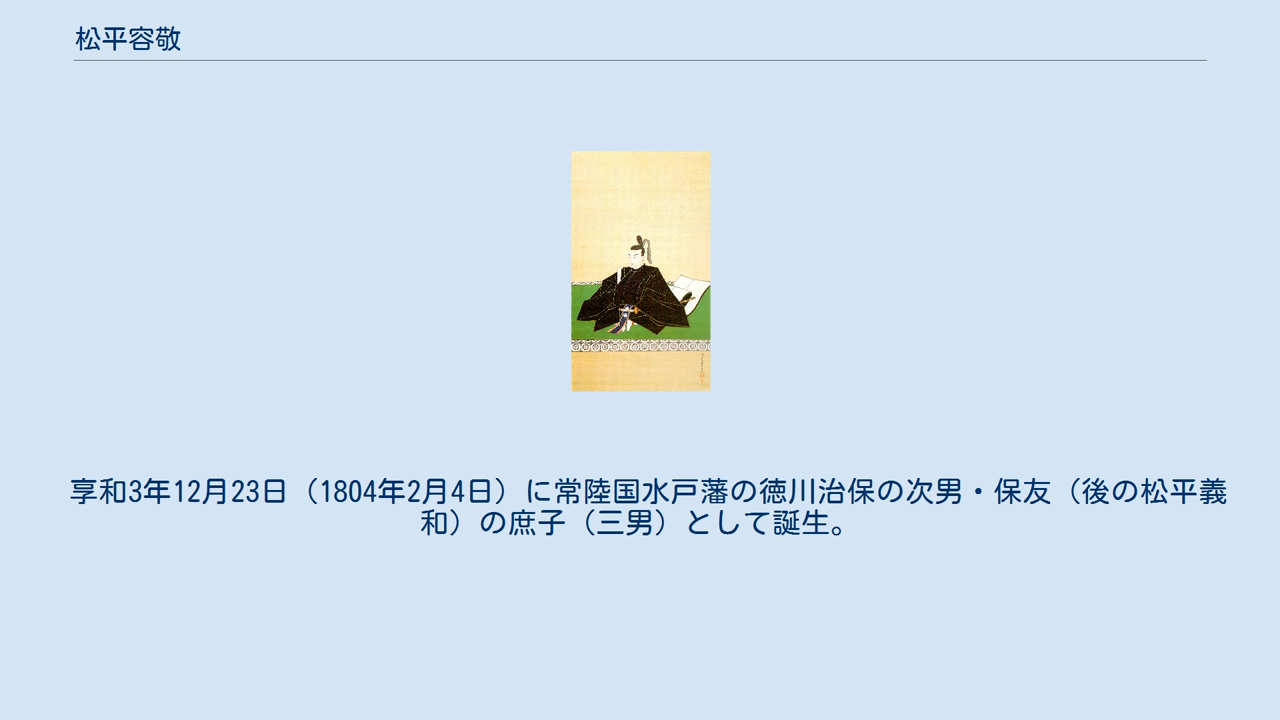 松平容敬
享和3年12月23日（1804年2月4日）に常陸国水戸藩の徳川治保の次男・保友（後の松平義
和）の庶子（三男）として誕生。